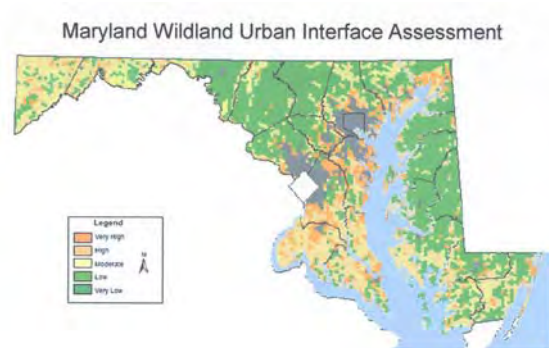 Maryland Wildland Urban Interface Assessment
Legend
Very High
High
Moderate
Low
Very Low
N